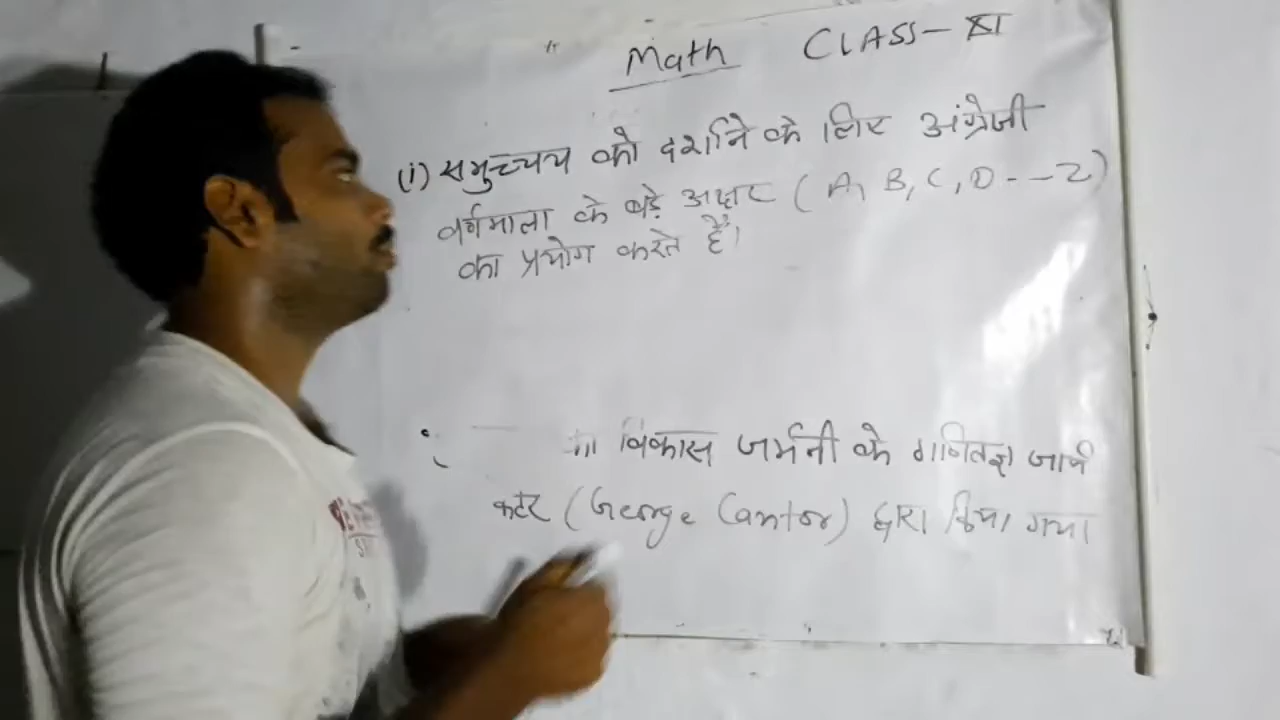 Math CLASS-XI
(i) समुच्चय को दर्शाने के लिए अंग्रेजी
वर्णमाला के बड़े अक्षर (A, B, C, D---Z)
का प्रयोग करते हैं।
विकास जर्मनी के गणितज्ञ जार्ज
कैंटर (George Cantor) द्वारा किया गया